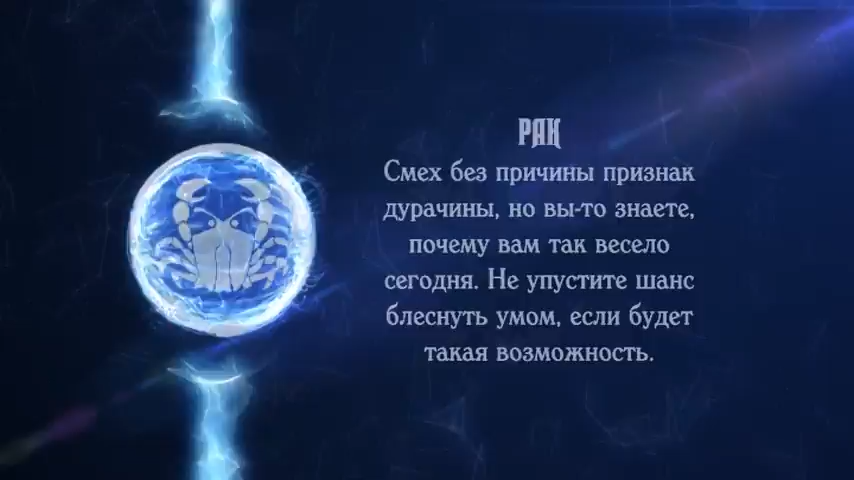 РАК
Смех без причины признак
дурачины, но вы-то знаете,
почему вам так весело
сегодня. Не упустите шанс
блеснуть умом, если будет
такая возможность.